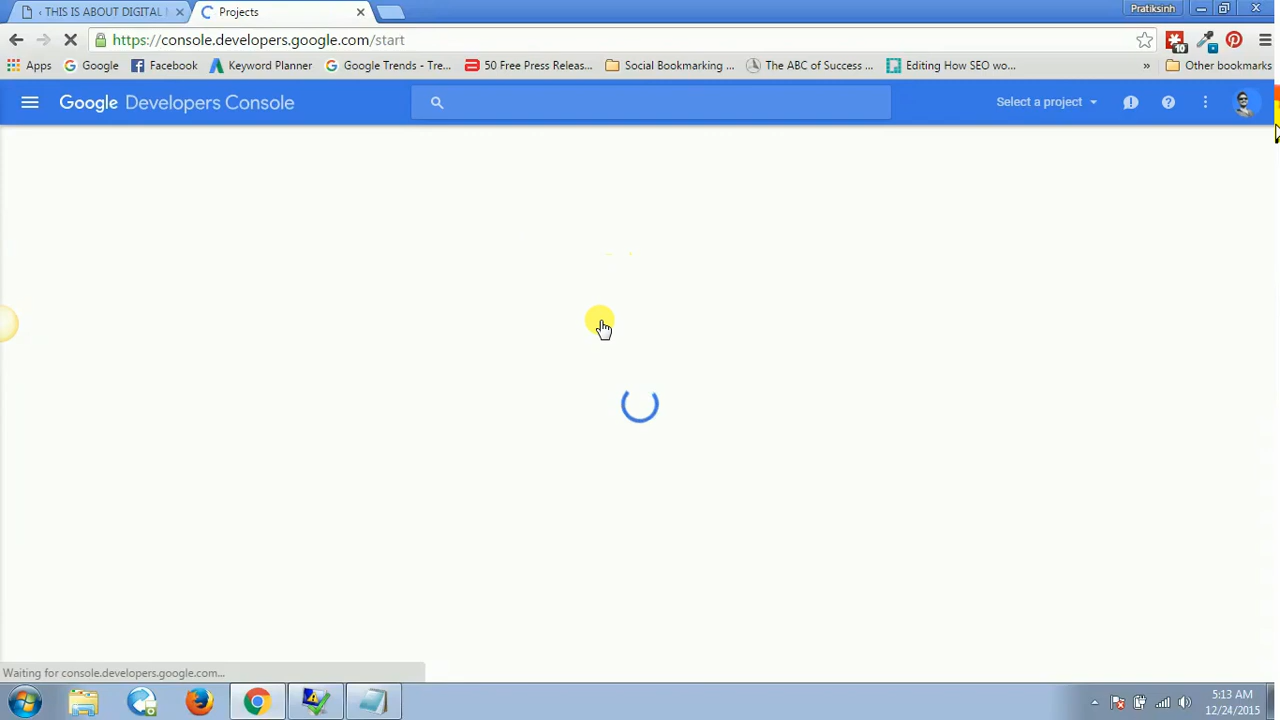 Pratiksinh
‹ THIS IS ABOUT DIGITAL M
Projects
https://console.developers.google.com/start
10
Apps
Google
Facebook
Keyword Planner
Google Trends - Tre...
50 Free Press Releas...
Social Bookmarking ...
The ABC of Success ...
Editing How SEO wo...
»
Other bookmarks
Google Developers Console
Select a project
Waiting for console.developers.google.com...
5:13 AM
12/24/2015